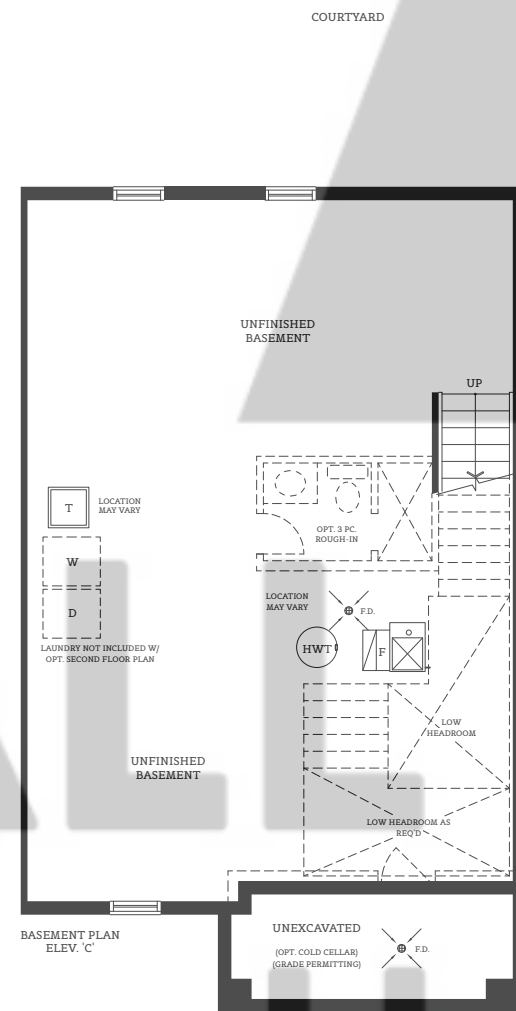 COURTYARD
UNFINISHED
BASEMENT
UP
T
LOCATION
MAY VARY
OPT. 3 PC.
ROUGH-IN
W
D
LAUNDRY NOT INCLUDED W/
OPT. SECOND FLOOR PLAN
LOCATION
MAY VARY
F.D.
HWT
F
LOW
HEADROOM
UNFINISHED
BASEMENT
LOW HEADROOM AS
REQ'D
BASEMENT PLAN
ELEV. 'C'
UNEXCAVATED
(OPT. COLD CELLAR)
(GRADE PERMITTING)
F.D.